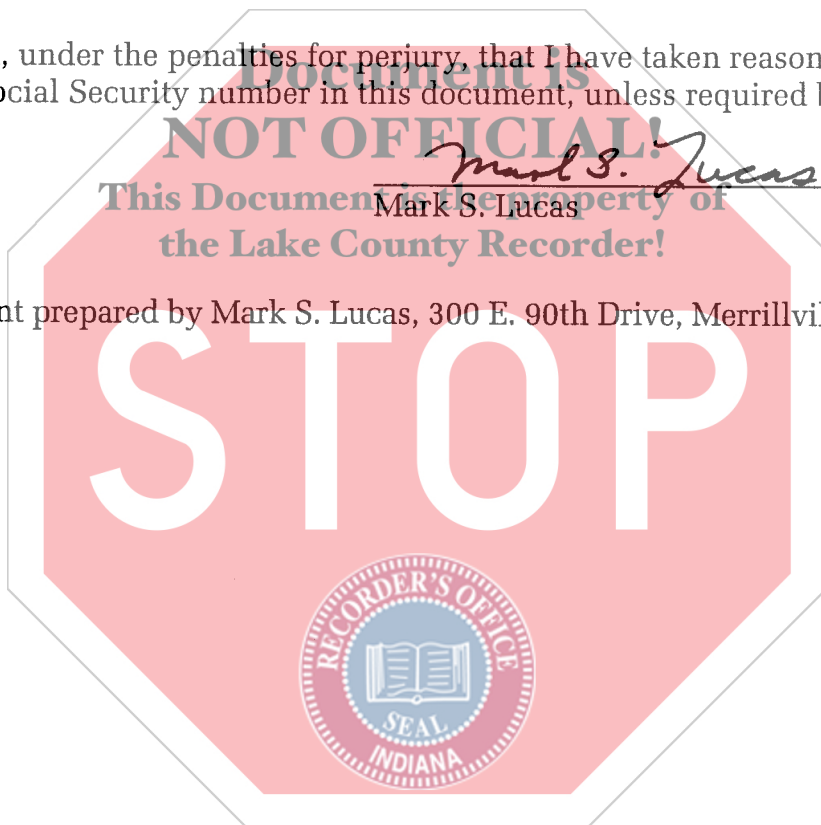 , under the penalties for perjury, that I have taken reason
ocial Security number in this document, unless required b
Document is
NOT OFFICIAL!
This Document is the property of
the Lake County Recorder!
Mark S. Lucas
Mark S. Lucas
nt prepared by Mark S. Lucas, 300 E. 90th Drive, Merrillvil
STOP
RECORDER'S OFFICE
SEAL
INDIANA